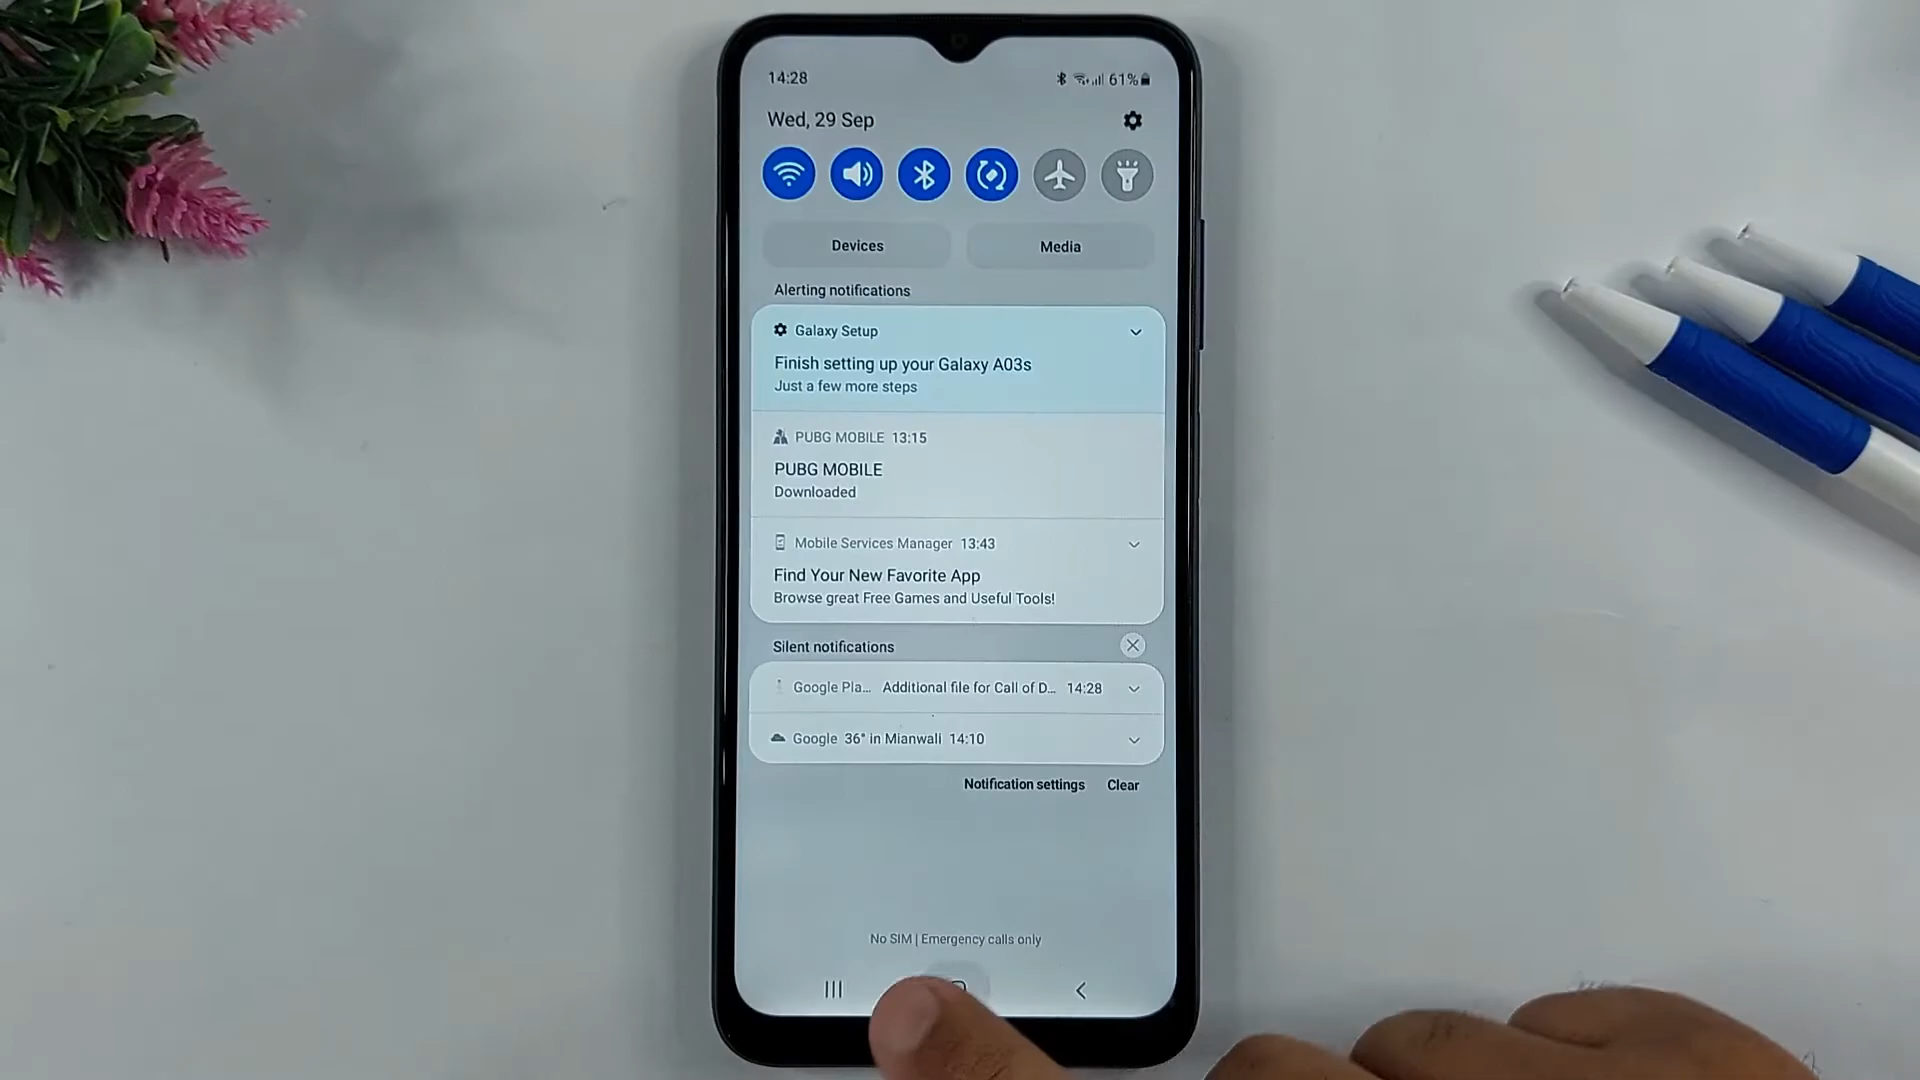 14:28
61%
Wed, 29 Sep
Devices
Media
Alerting notifications
Galaxy Setup
Finish setting up your Galaxy A03s
Just a few more steps
PUBG MOBILE 13:15
PUBG MOBILE
Downloaded
Mobile Services Manager 13:43
Find Your New Favorite App
Browse great Free Games and Useful Tools!
Silent notifications
Google Pla... Additional file for Call of D... 14:28
Google 36° in Mianwali 14:10
Notification settings Clear
No SIM | Emergency calls only